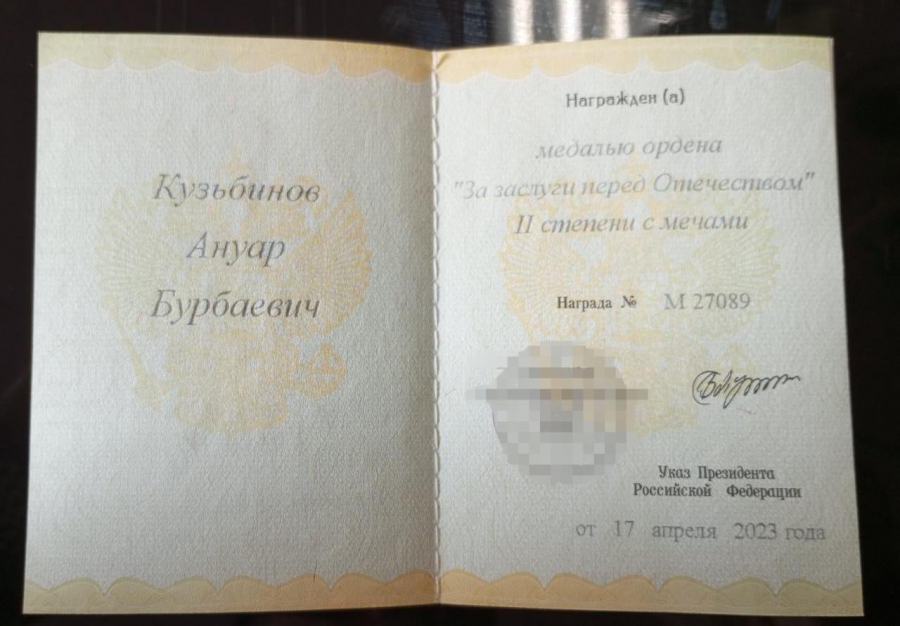 Кузьбинов
Ануар
Бурбаевич
Награжден (а)
медалью ордена
"За заслуги перед Отечеством"
II степени с мечами
Награда № М 27089
Указ Президента
Российской Федерации
от 17 апреля 2023 года